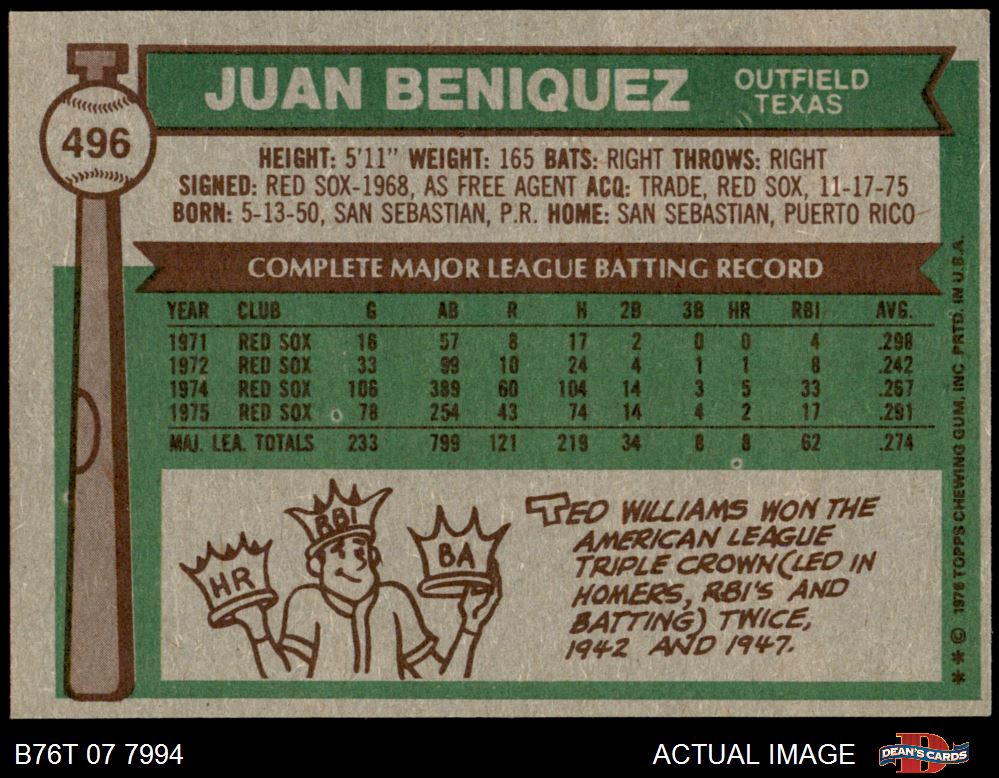 JUAN BENIQUEZ
OUTFIELD
TEXAS
496
HEIGHT: 5'11" WEIGHT: 165 BATS: RIGHT THROWS: RIGHT
SIGNED: RED SOX-1968, AS FREE AGENT ACQ: TRADE, RED SOX, 11-17-75
BORN: 5-13-50, SAN SEBASTIAN, P.R. HOME: SAN SEBASTIAN, PUERTO RICO
COMPLETE MAJOR LEAGUE BATTING RECORD
YEAR CLUB G AB R H 2B 3B HR RBI AVG.
1971 RED SOX 16 57 8 17 2 0 0 4 .298
1972 RED SOX 33 99 10 24 4 1 1 8 .242
1974 RED SOX 106 389 60 104 14 3 5 33 .267
1975 RED SOX 78 254 43 74 14 4 2 17 .291
MAJ. LEA. TOTALS 233 799 121 219 34 8 8 62 .274
HR
RBI
BA
TED WILLIAMS WON THE
AMERICAN LEAGUE
TRIPLE CROWN (LED IN
HOMERS, RBI'S AND
BATTING) TWICE,
1942 AND 1947.
** © 1976 TOPPS CHEWING GUM, INC. PRTD. IN U.S.A.
B76T 07 7994
ACTUAL IMAGE
D
DEAN'S CARDS